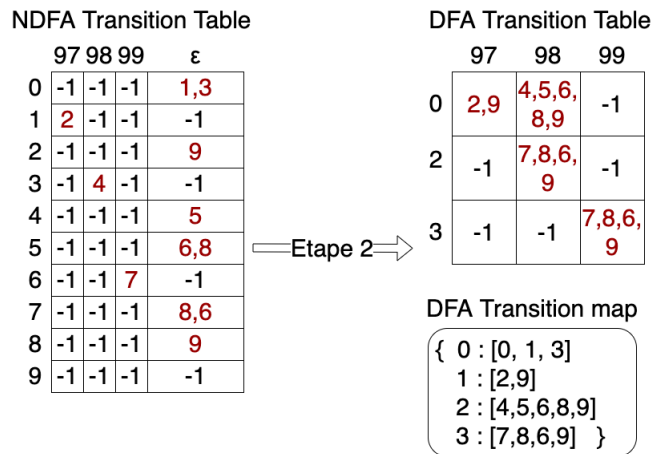 NDFA Transition Table
97 98 99 ε
0 -1 -1 -1 1,3
1 2 -1 -1 -1
2 -1 -1 -1 9
3 -1 4 -1 -1
4 -1 -1 -1 5
5 -1 -1 -1 6,8
6 -1 -1 7 -1
7 -1 -1 -1 8,6
8 -1 -1 -1 9
9 -1 -1 -1 -1
Etape 2
DFA Transition Table
97 98 99
0 2,9 4,5,6, -1
8,9
2 -1 7,8,6, -1
9
3 -1 -1 7,8,6,
9
DFA Transition map
{ 0 : [0, 1, 3]
1 : [2,9]
2 : [4,5,6,8,9]
3 : [7,8,6,9] }